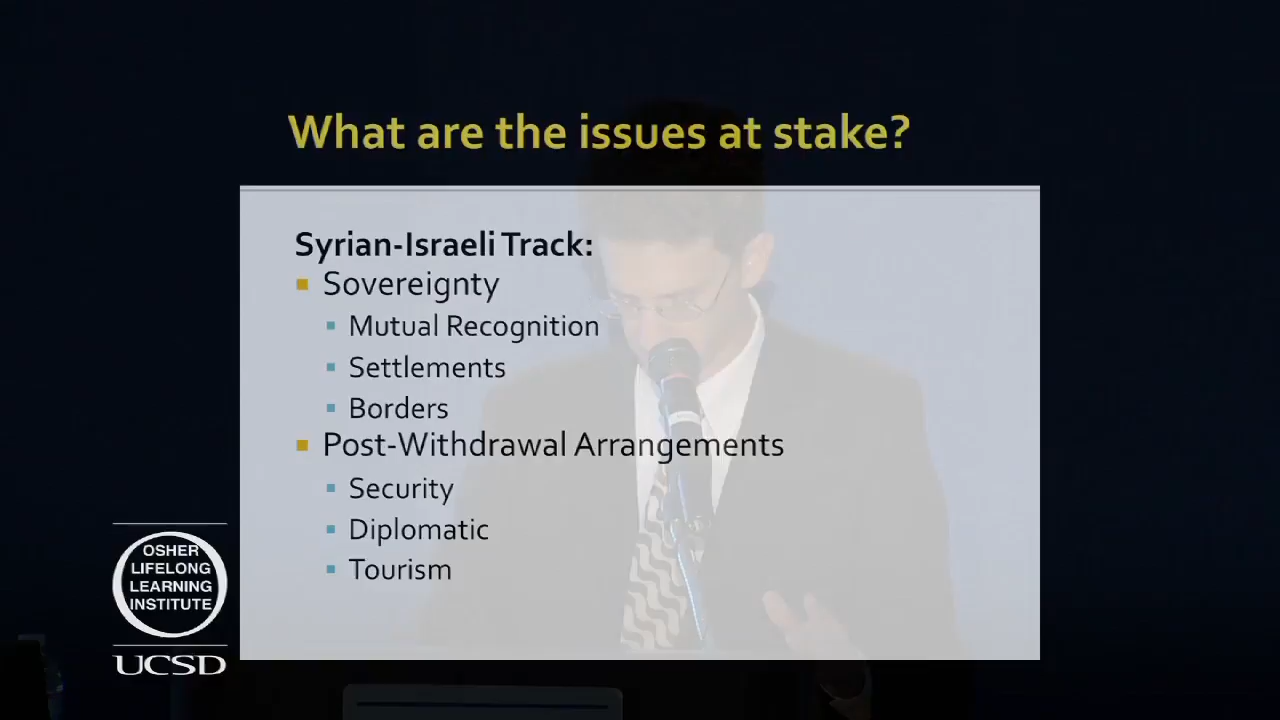 What are the issues at stake?
Syrian-Israeli Track:
Sovereignty
Mutual Recognition
Settlements
Borders
Post-Withdrawal Arrangements
Security
Diplomatic
Tourism
OSHER
LIFELONG
LEARNING
INSTITUTE
UCSD